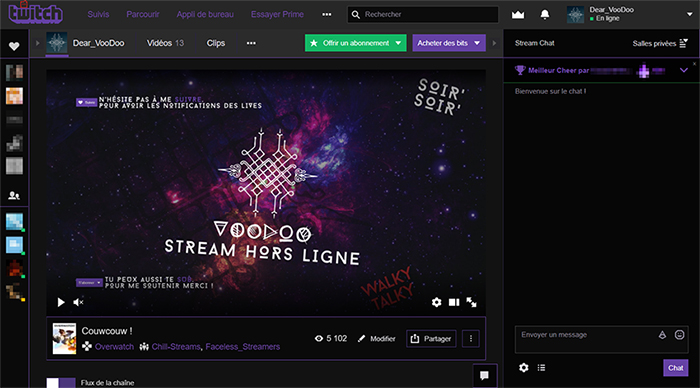 twitch
Suivis Parcourir Appli de bureau Essayer Prime ••• Rechercher
Dear_VooDoo
En ligne
Dear_VooDoo Vidéos 13 Clips ••• Offrir un abonnement Acheter des bits
Stream Chat Salles privées
Meilleur Cheer par
Bienvenue sur le chat !
N'HÉSITE PAS À ME SUIVRE,
POUR AVOIR LES NOTIFICATIONS DES LIVES
SOIR'
SOIR'
VOODOO
STREAM HORS LIGNE
TU PEUX AUSSI TE SUB,
POUR ME SOUTENIR MERCI !
WALKY
TALKY
Couwcouw !
Overwatch Chill-Streams, Faceless_Streamers
5 102 Modifier Partager
Flux de la chaîne
Envoyer un message
Chat